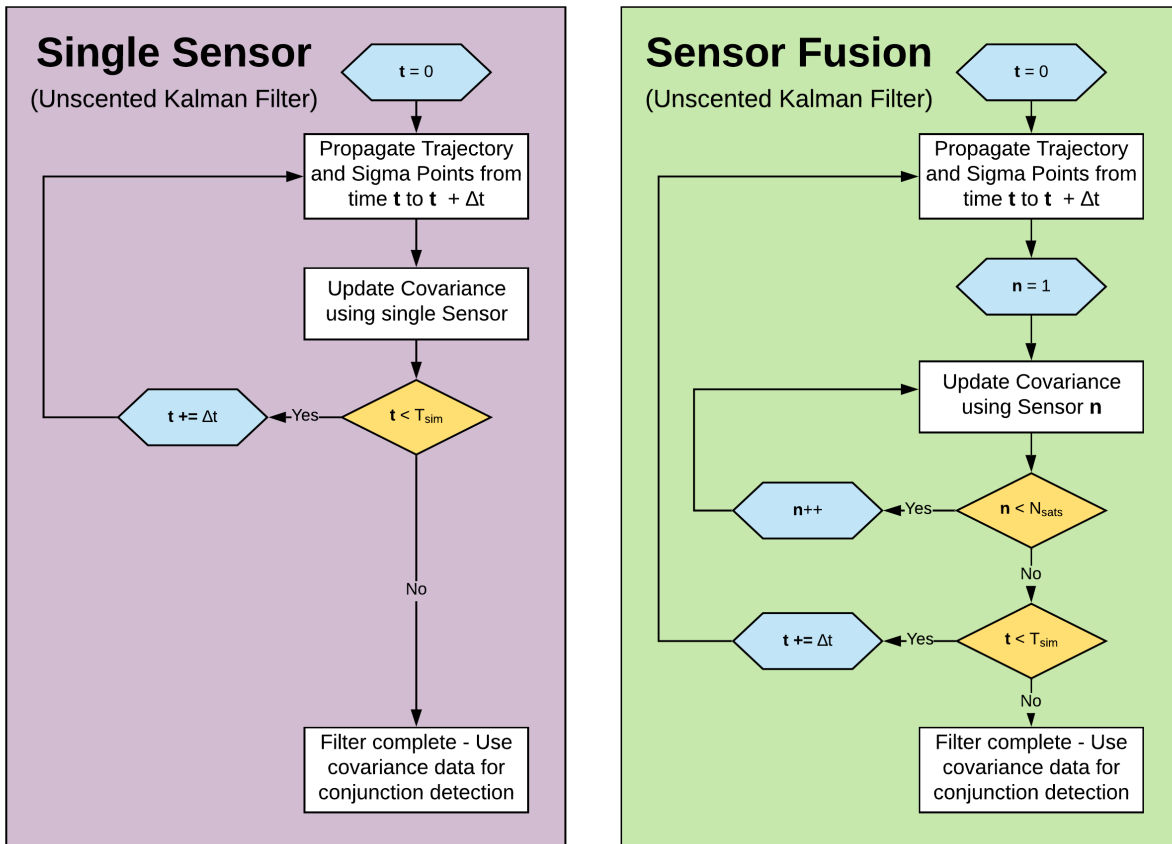 Single Sensor
(Unscented Kalman Filter)
t = 0
Propagate Trajectory
and Sigma Points from
time t to t + Δt
Update Covariance
using single Sensor
t < Tsim
Yes
t += Δt
No
Filter complete - Use
covariance data for
conjunction detection
Sensor Fusion
(Unscented Kalman Filter)
t = 0
Propagate Trajectory
and Sigma Points from
time t to t + Δt
n = 1
Update Covariance
using Sensor n
n < Nsats
Yes
n++
No
t < Tsim
Yes
t += Δt
No
Filter complete - Use
covariance data for
conjunction detection